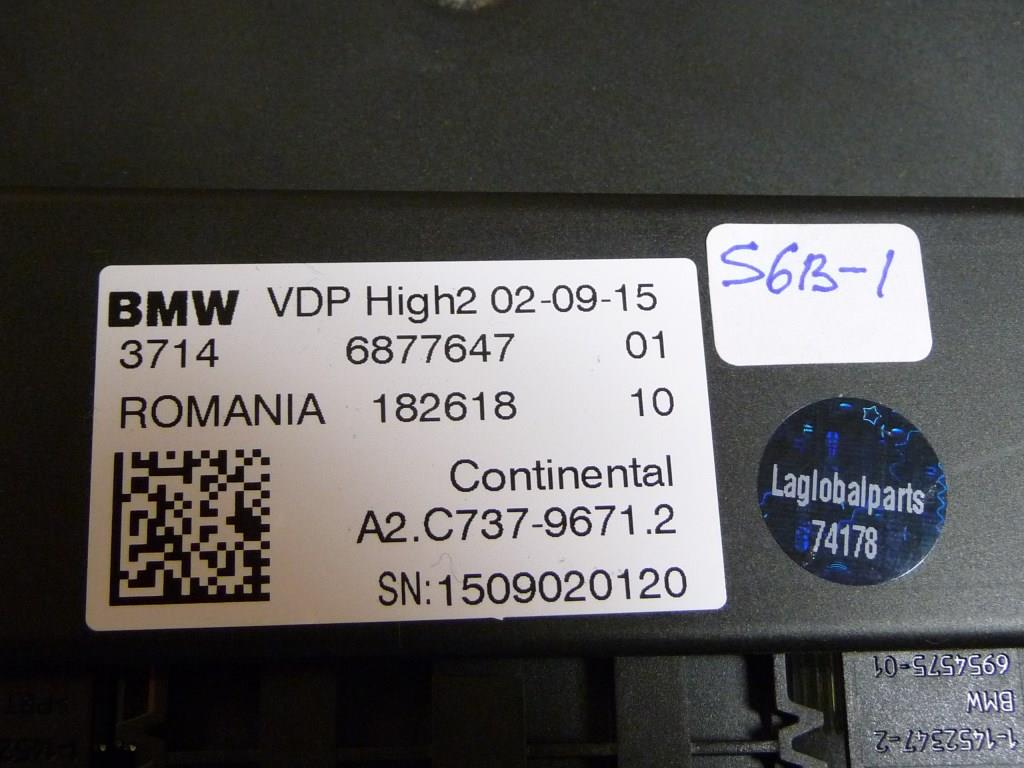 BMW VDP High2 02-09-15
3714 6877647 01
ROMANIA 182618 10
Continental
A2.C737-9671.2
SN:1509020120
S6B-1
Laglobalparts
74178
6954575-01
BMW
1-1452347-2